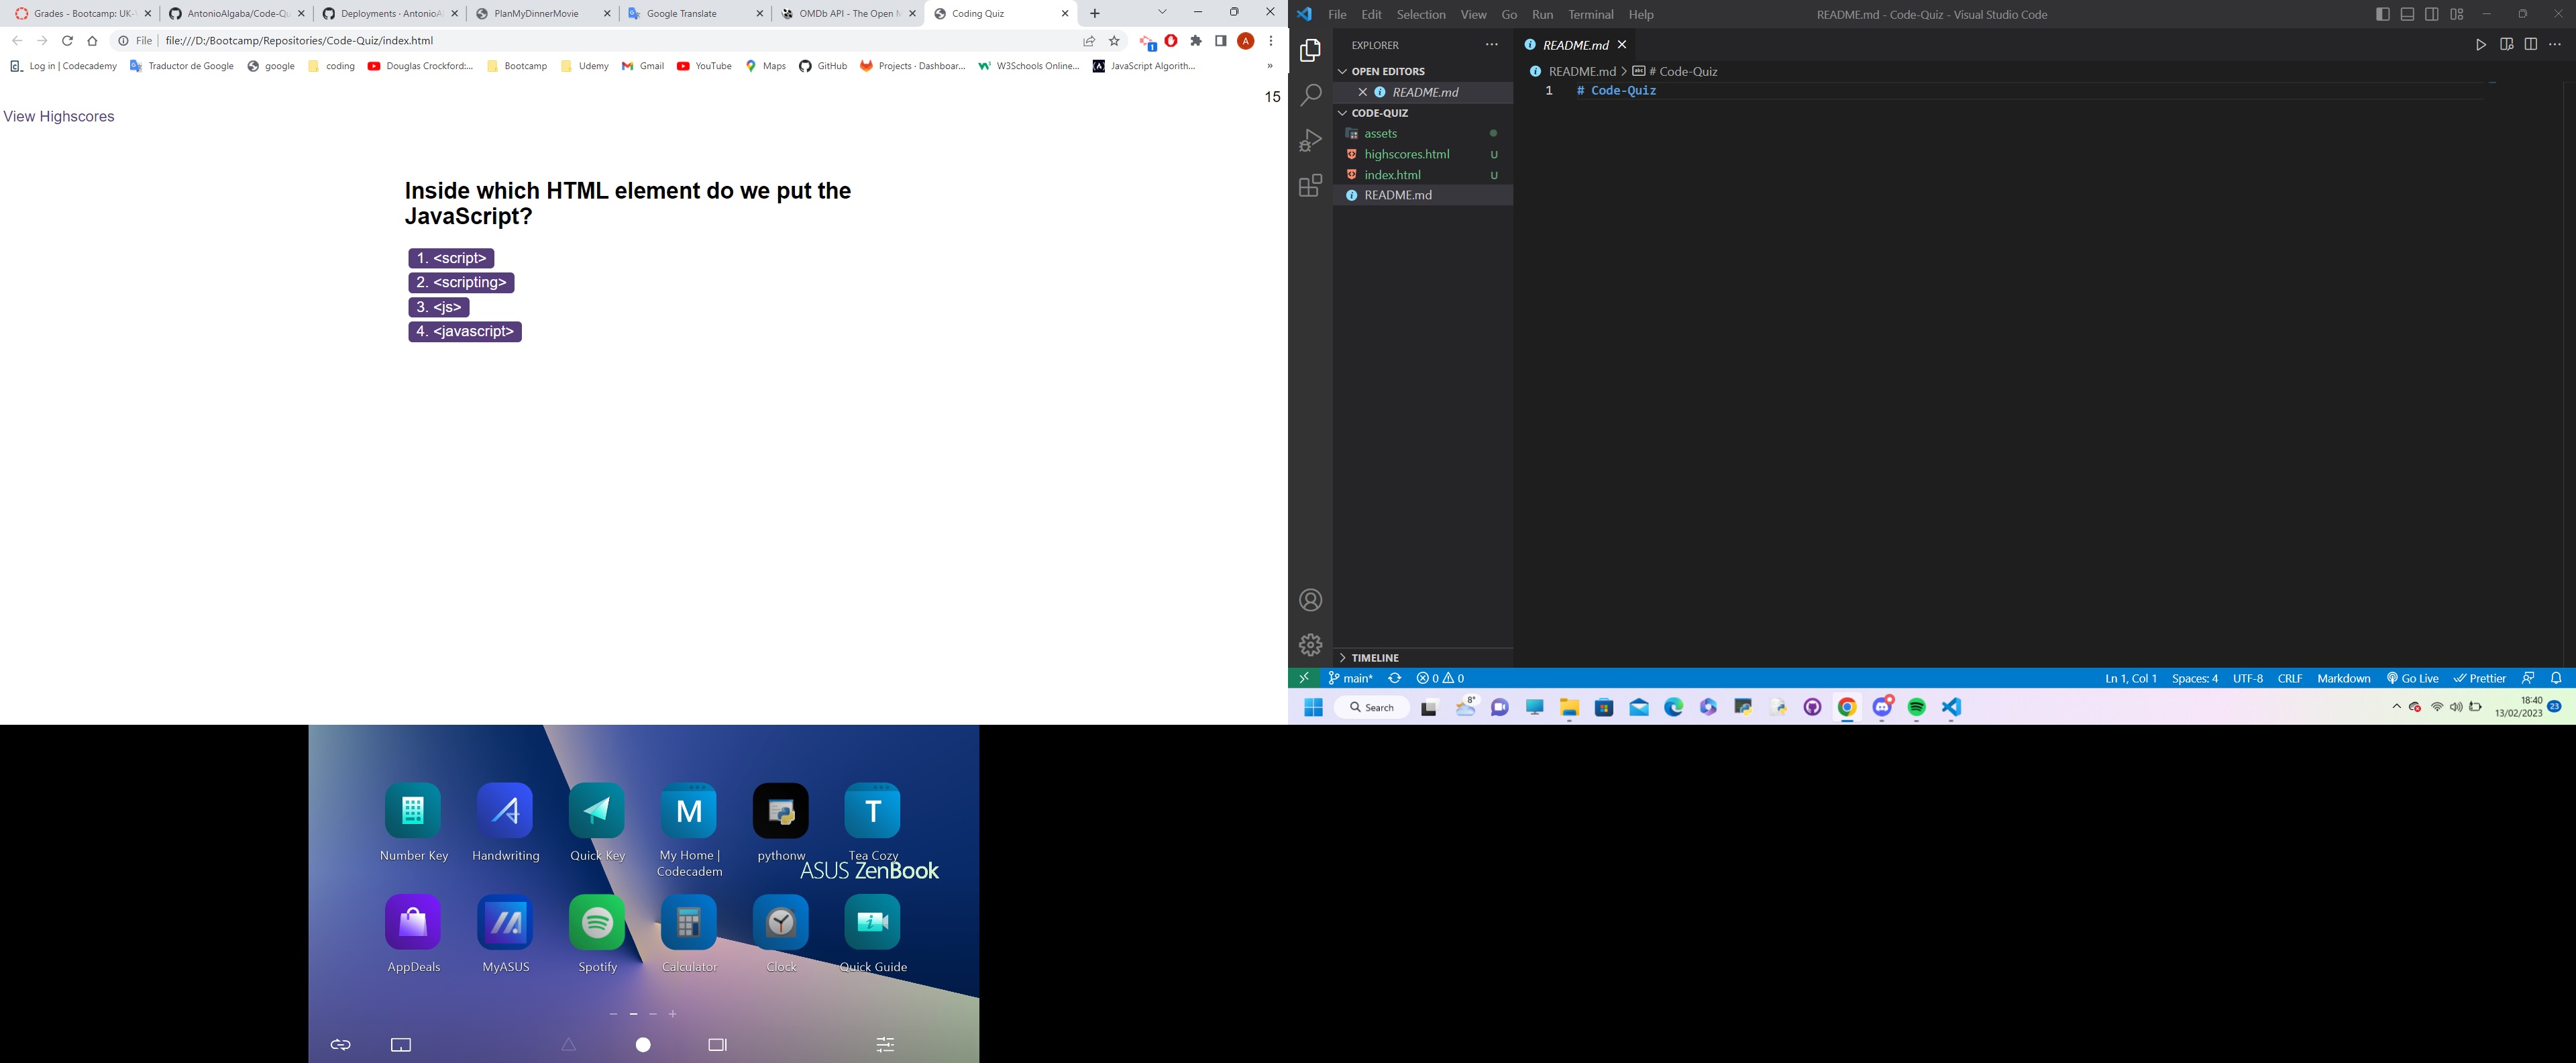 Grades - Bootcamp: UK-
AntonioAlgaba/Code-Qu
Deployments · AntonioA
PlanMyDinnerMovie
Google Translate
OMDb API - The Open M
Coding Quiz
File
file:///D:/Bootcamp/Repositories/Code-Quiz/index.html
1
A
Log in | Codecademy
Traductor de Google
google
coding
Douglas Crockford:...
Bootcamp
Udemy
Gmail
YouTube
Maps
GitHub
Projects · Dashboar...
W3Schools Online...
JavaScript Algorith...
»
15
View Highscores
Inside which HTML element do we put the
JavaScript?
1. <script>
2. <scripting>
3. <js>
4. <javascript>
File Edit Selection View Go Run Terminal Help
README.md - Code-Quiz - Visual Studio Code
EXPLORER
README.md
OPEN EDITORS
README.md > # Code-Quiz
README.md
1 # Code-Quiz
CODE-QUIZ
assets
highscores.html U
index.html U
README.md
TIMELINE
main* 0 0
Ln 1, Col 1 Spaces: 4 UTF-8 CRLF Markdown Go Live Prettier
Search
8°
18:40
13/02/2023
23
Number Key
Handwriting
Quick Key
M
My Home |
Codecadem
pythonw
T
Tea Cozy
ASUS ZenBook
AppDeals
MyASUS
Spotify
Calculator
Clock
Quick Guide